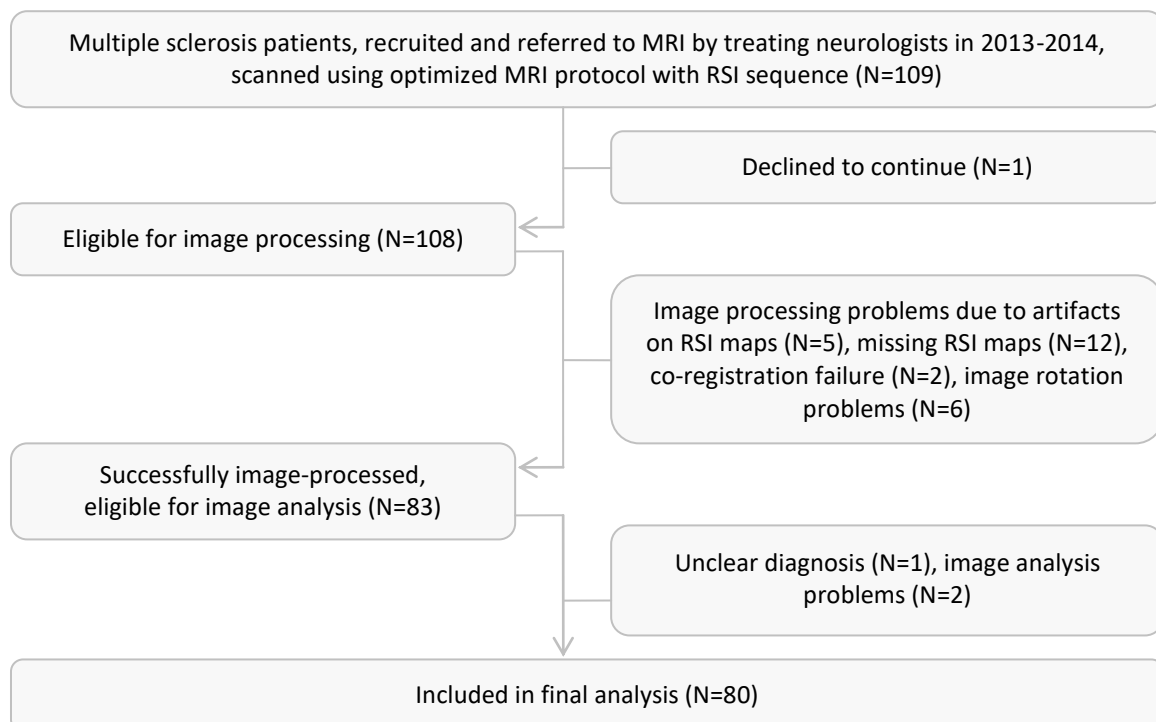 Multiple sclerosis patients, recruited and referred to MRI by treating neurologists in 2013-2014,
scanned using optimized MRI protocol with RSI sequence (N=109)
Declined to continue (N=1)
Eligible for image processing (N=108)
Image processing problems due to artifacts
on RSI maps (N=5), missing RSI maps (N=12),
co-registration failure (N=2), image rotation
problems (N=6)
Successfully image-processed,
eligible for image analysis (N=83)
Unclear diagnosis (N=1), image analysis
problems (N=2)
Included in final analysis (N=80)